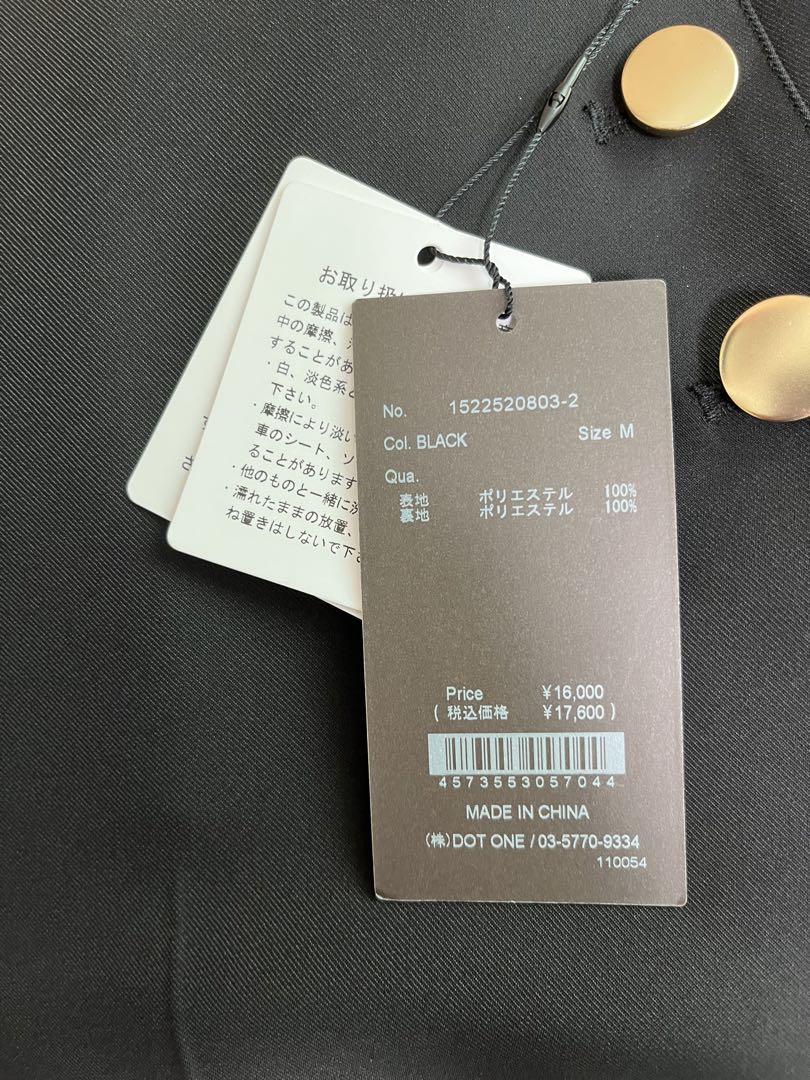 お取り扱い
この製品は
中の摩擦、
することがあ
・白、淡色系と
下さい。
・摩擦により淡い
車のシート、ソ
ることがあります
・他のものと一緒に洗
・濡れたままの放置、
ね置きはしないで下さ
さ
No. 1522520803-2
Col. BLACK Size M
Qua.
表地 ポリエステル 100%
裏地 ポリエステル 100%
Price ¥16,000
( 税込価格 ¥17,600 )
4573553057044
MADE IN CHINA
(株)DOT ONE / 03-5770-9334
110054